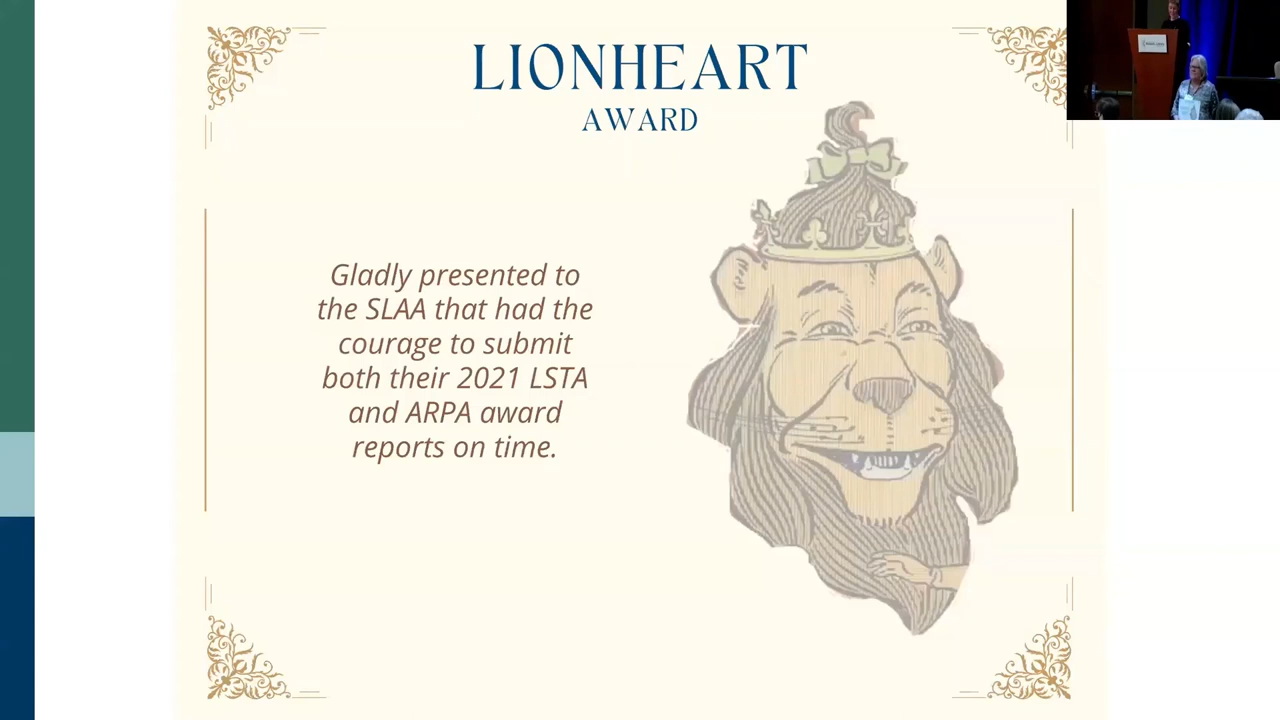 LIONHEART
AWARD
Gladly presented to
the SLAA that had the
courage to submit
both their 2021 LSTA
and ARPA award
reports on time.